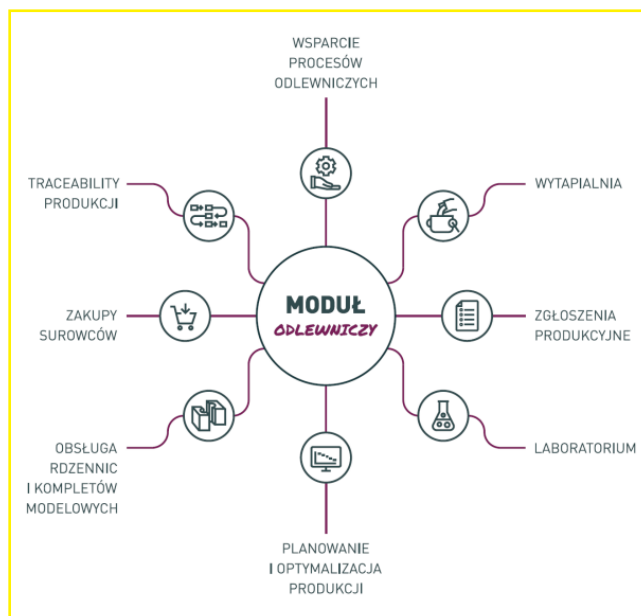 WSPARCIE
PROCESÓW
ODLEWNICZYCH
TRACEABILITY
PRODUKCJI
WYTAPIALNIA
ZAKUPY
SUROWCÓW
MODUŁ
ODLEWNICZY
ZGŁOSZENIA
PRODUKCYJNE
OBSŁUGA
RDZENNIC
I KOMPLETÓW
MODELOWYCH
LABORATORIUM
PLANOWANIE
I OPTYMALIZACJA
PRODUKCJI